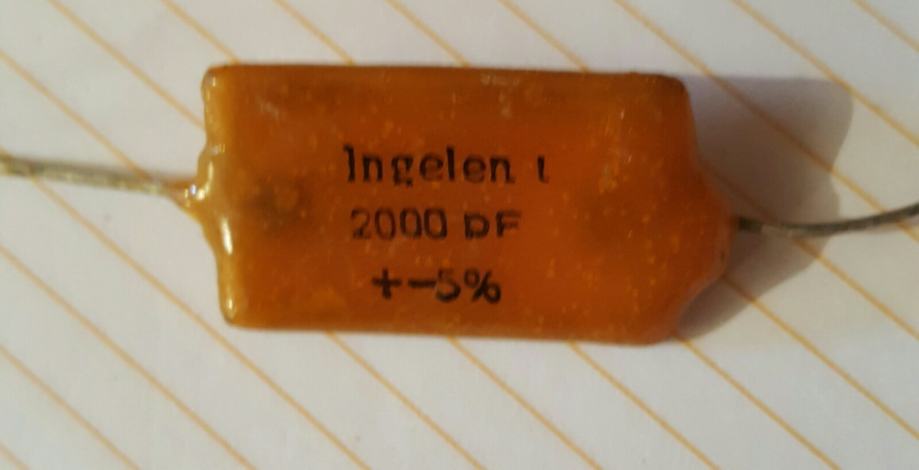 Ingelen t
2000 pF
+-5%